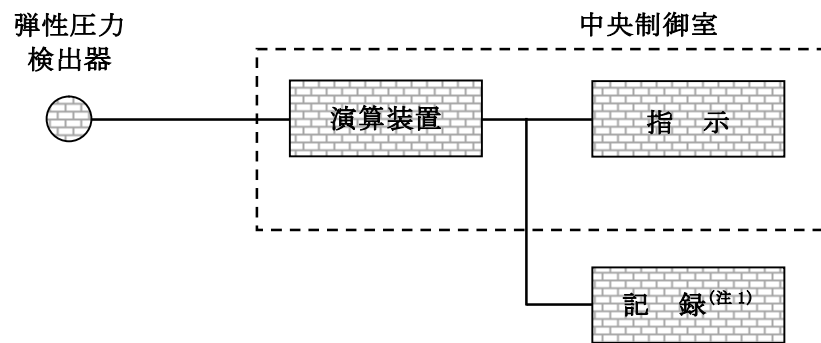 弾性圧力
検出器
中央制御室
演算装置
指 示
記 録(注1)